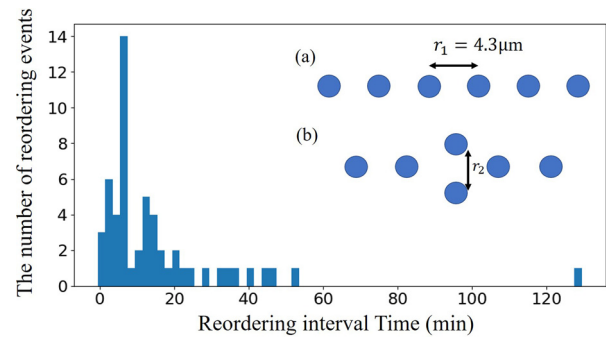 The number of reordering events
14
12
10
8
6
4
2
0
(a)
r₁ = 4.3μm
(b)
r₂
0 20 40 60 80 100 120
Reordering interval Time (min)